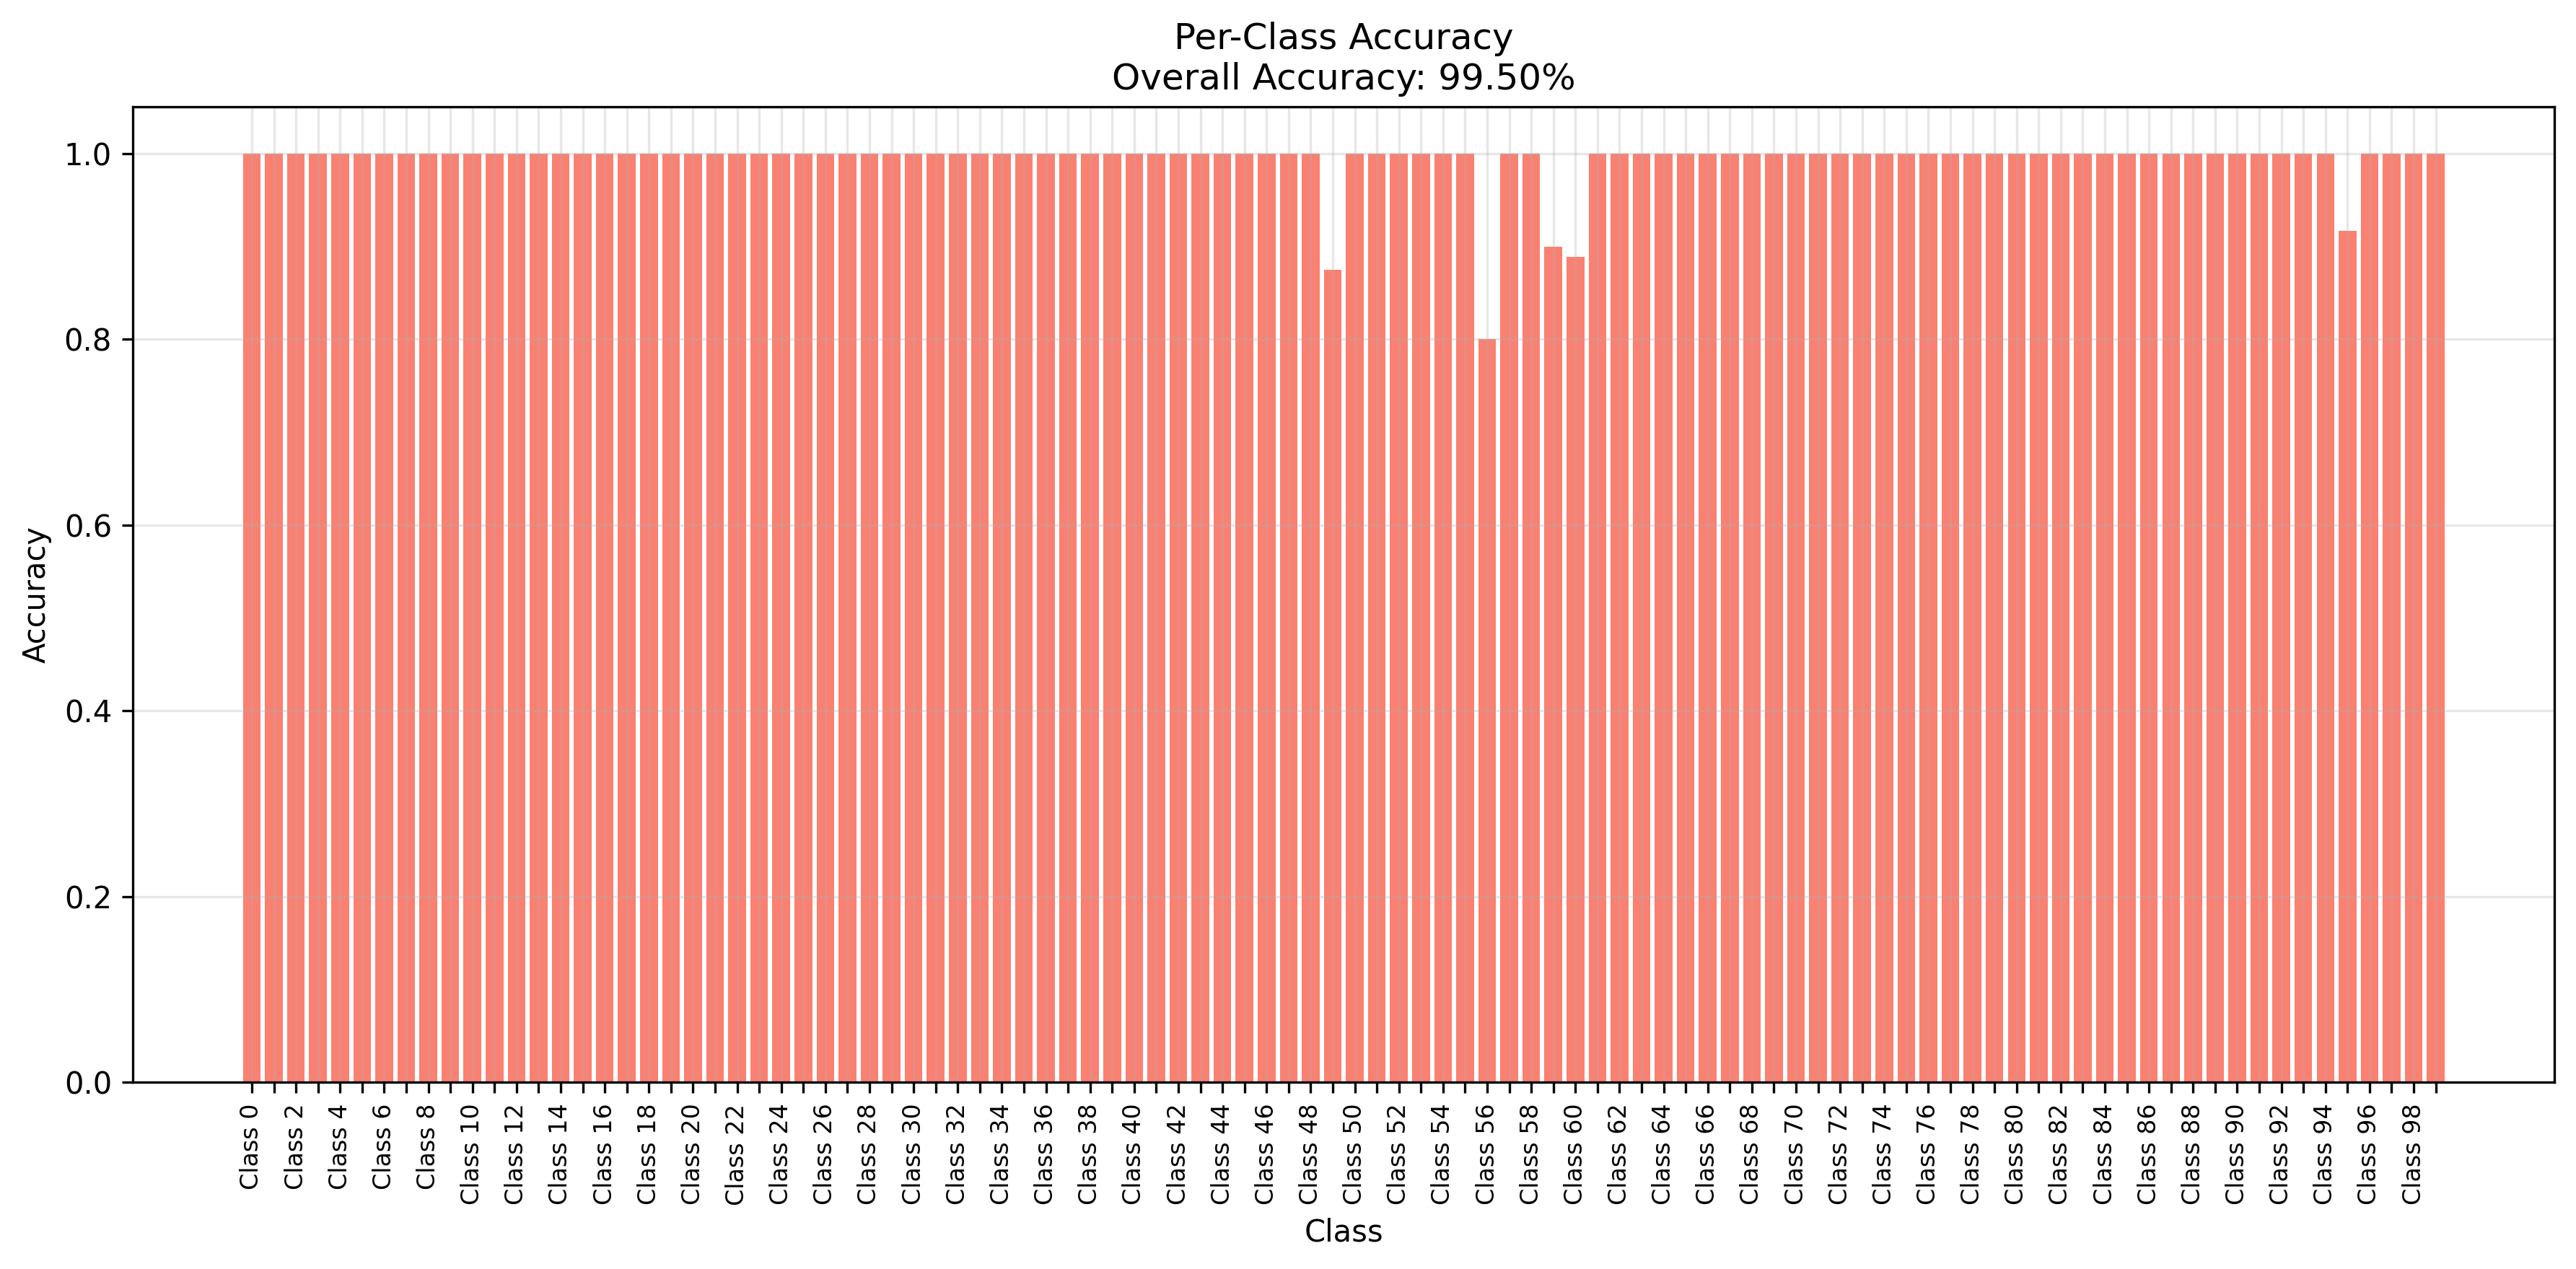 Per-Class Accuracy
Overall Accuracy: 99.50%
Accuracy
1.0
0.8
0.6
0.4
0.2
0.0
Class 0
Class 2
Class 4
Class 6
Class 8
Class 10
Class 12
Class 14
Class 16
Class 18
Class 20
Class 22
Class 24
Class 26
Class 28
Class 30
Class 32
Class 34
Class 36
Class 38
Class 40
Class 42
Class 44
Class 46
Class 48
Class 50
Class 52
Class 54
Class 56
Class 58
Class 60
Class 62
Class 64
Class 66
Class 68
Class 70
Class 72
Class 74
Class 76
Class 78
Class 80
Class 82
Class 84
Class 86
Class 88
Class 90
Class 92
Class 94
Class 96
Class 98
Class